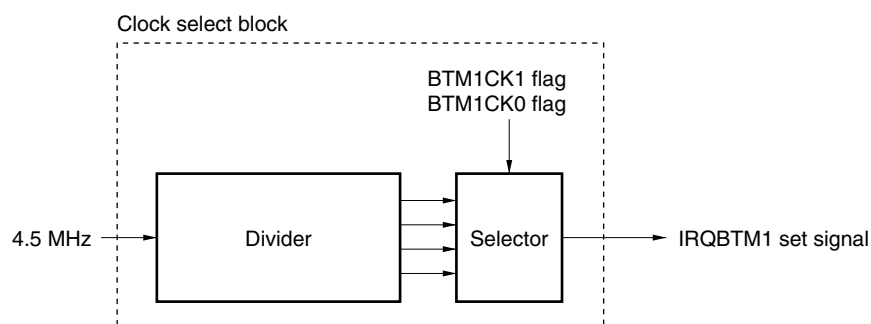 Clock select block
BTM1CK1 flag
BTM1CK0 flag
4.5 MHz
Divider
Selector
IRQBTM1 set signal